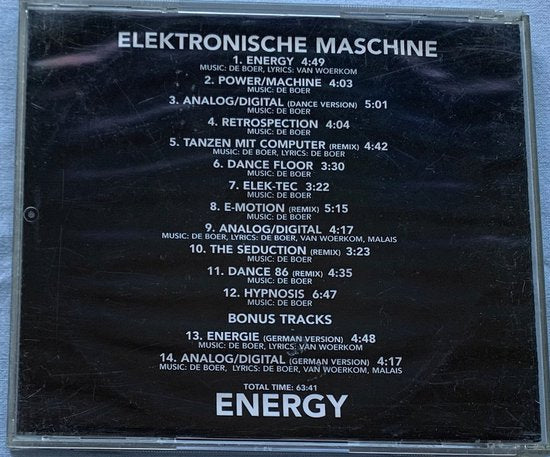 ELEKTRONISCHE MASCHINE
1. ENERGY 4:49
MUSIC: DE BOER, LYRICS: VAN WOERKOM
2. POWER/MACHINE 4:03
MUSIC: DE BOER
3. ANALOG/DIGITAL (DANCE VERSION) 5:01
MUSIC: DE BOER
4. RETROSPECTION 4:04
MUSIC: DE BOER
5. TANZEN MIT COMPUTER (REMIX) 4:42
MUSIC: DE BOER, LYRICS: DE BOER
6. DANCE FLOOR 3:30
MUSIC: DE BOER
7. ELEK-TEC 3:22
MUSIC: DE BOER
8. E-MOTION (REMIX) 5:15
MUSIC: DE BOER
9. ANALOG/DIGITAL 4:17
MUSIC: DE BOER, LYRICS: DE BOER, VAN WOERKOM, MALAIS
10. THE SEDUCTION (REMIX) 3:23
MUSIC: DE BOER
11. DANCE 86 (REMIX) 4:35
MUSIC: DE BOER
12. HYPNOSIS 6:47
MUSIC: DE BOER
BONUS TRACKS
13. ENERGIE (GERMAN VERSION) 4:48
MUSIC: DE BOER, LYRICS: VAN WOERKOM
14. ANALOG/DIGITAL (GERMAN VERSION) 4:17
MUSIC: DE BOER, LYRICS: DE BOER, VAN WOERKOM, MALAIS
TOTAL TIME: 63:41
ENERGY